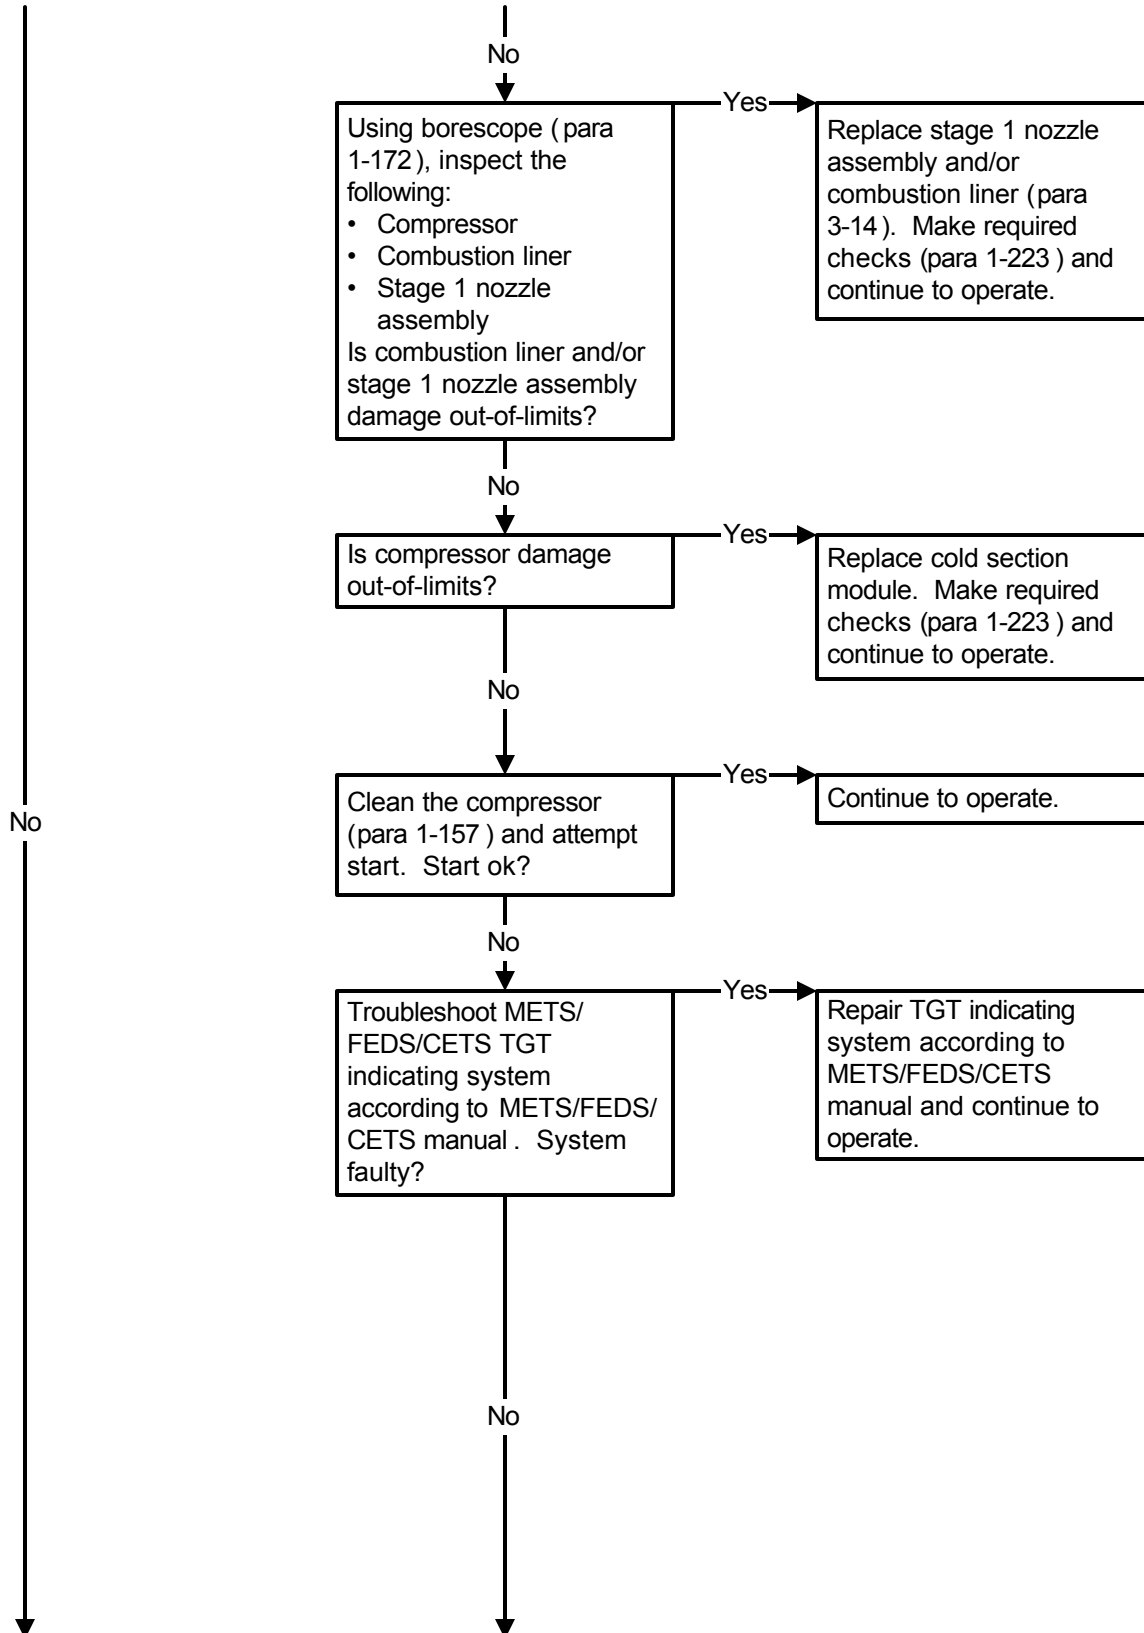 No
Using borescope (para
1-172), inspect the
following:
• Compressor
• Combustion liner
• Stage 1 nozzle
assembly
Is combustion liner and/or
stage 1 nozzle assembly
damage out-of-limits?
Yes
Replace stage 1 nozzle
assembly and/or
combustion liner (para
3-14). Make required
checks (para 1-223) and
continue to operate.
No
Is compressor damage
out-of-limits?
Yes
Replace cold section
module. Make required
checks (para 1-223) and
continue to operate.
No
Clean the compressor
(para 1-157) and attempt
start. Start ok?
Yes
Continue to operate.
No
No
Troubleshoot METS/
FEDS/CETS TGT
indicating system
according to METS/FEDS/
CETS manual. System
faulty?
Yes
Repair TGT indicating
system according to
METS/FEDS/CETS
manual and continue to
operate.
No